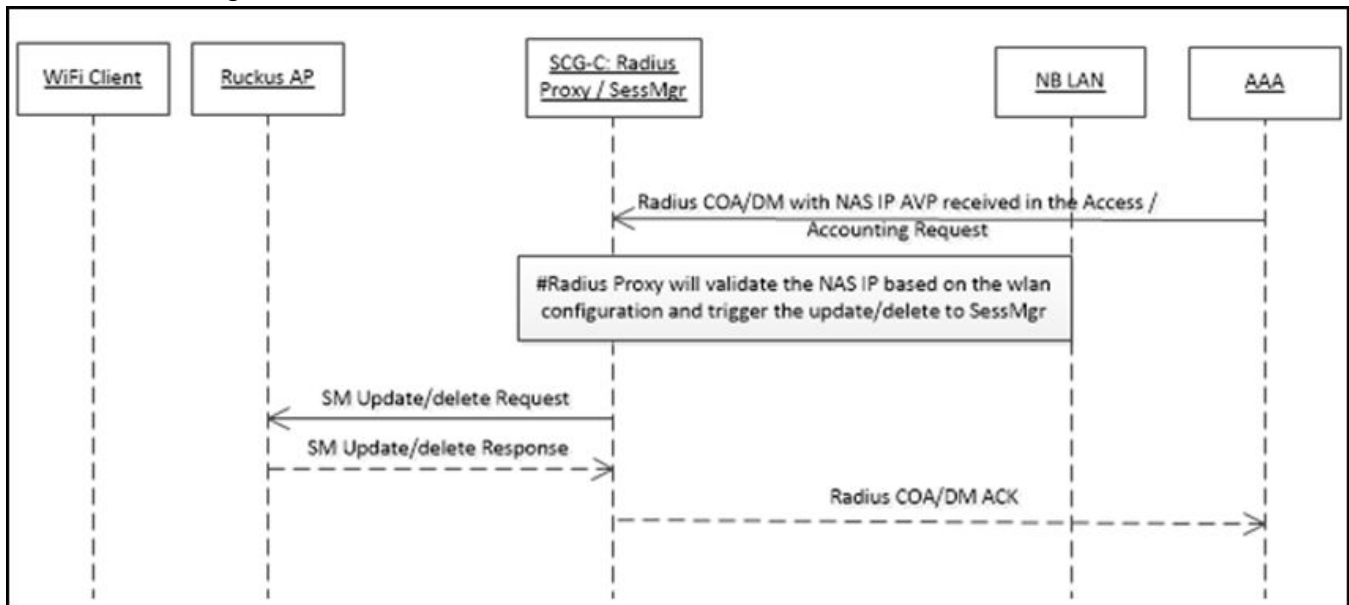 WiFi Client
Ruckus AP
SCG-C: Radius
Proxy / SessMgr
NB LAN
AAA
Radius COA/DM with NAS IP AVP received in the Access /
Accounting Request
#Radius Proxy will validate the NAS IP based on the wlan
configuration and trigger the update/delete to SessMgr
SM Update/delete Request
SM Update/delete Response
Radius COA/DM ACK